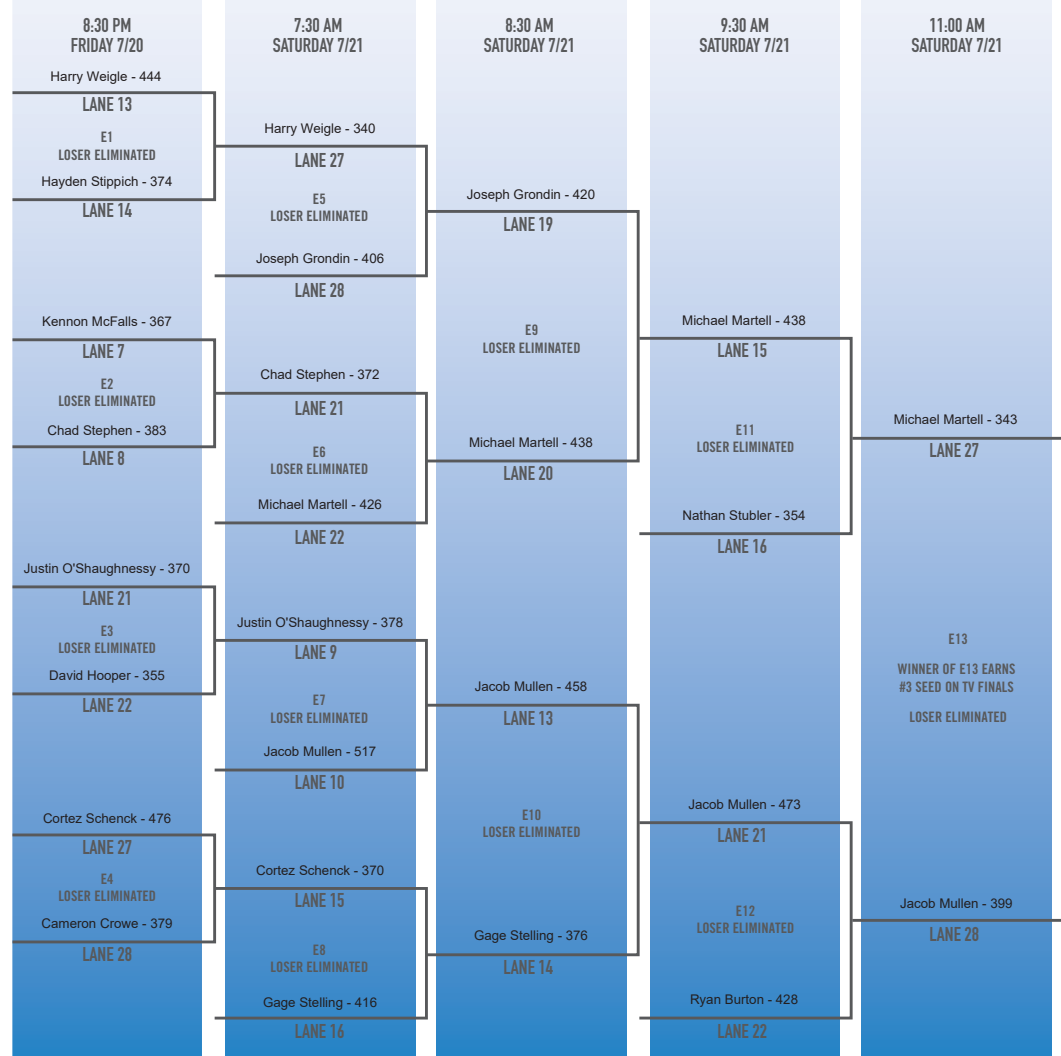 8:30 PM
FRIDAY 7/20
Harry Weigle - 444
LANE 13
E1
LOSER ELIMINATED
Hayden Stippich - 374
LANE 14
Kennon McFalls - 367
LANE 7
E2
LOSER ELIMINATED
Chad Stephen - 383
LANE 8
Justin O'Shaughnessy - 370
LANE 21
E3
LOSER ELIMINATED
David Hooper - 355
LANE 22
Cortez Schenck - 476
LANE 27
E4
LOSER ELIMINATED
Cameron Crowe - 379
LANE 28
7:30 AM
SATURDAY 7/21
Harry Weigle - 340
LANE 27
E5
LOSER ELIMINATED
Joseph Grondin - 406
LANE 28
Chad Stephen - 372
LANE 21
E6
LOSER ELIMINATED
Michael Martell - 426
LANE 22
Justin O'Shaughnessy - 378
LANE 9
E7
LOSER ELIMINATED
Jacob Mullen - 517
LANE 10
Cortez Schenck - 370
LANE 15
E8
LOSER ELIMINATED
Gage Stelling - 416
LANE 16
8:30 AM
SATURDAY 7/21
Joseph Grondin - 420
LANE 19
E9
LOSER ELIMINATED
Michael Martell - 438
LANE 20
Jacob Mullen - 458
LANE 13
E10
LOSER ELIMINATED
Gage Stelling - 376
LANE 14
9:30 AM
SATURDAY 7/21
Michael Martell - 438
LANE 15
E11
LOSER ELIMINATED
Nathan Stubler - 354
LANE 16
Jacob Mullen - 473
LANE 21
E12
LOSER ELIMINATED
Ryan Burton - 428
LANE 22
11:00 AM
SATURDAY 7/21
Michael Martell - 343
LANE 27
E13
WINNER OF E13 EARNS
#3 SEED ON TV FINALS
LOSER ELIMINATED
Jacob Mullen - 399
LANE 28